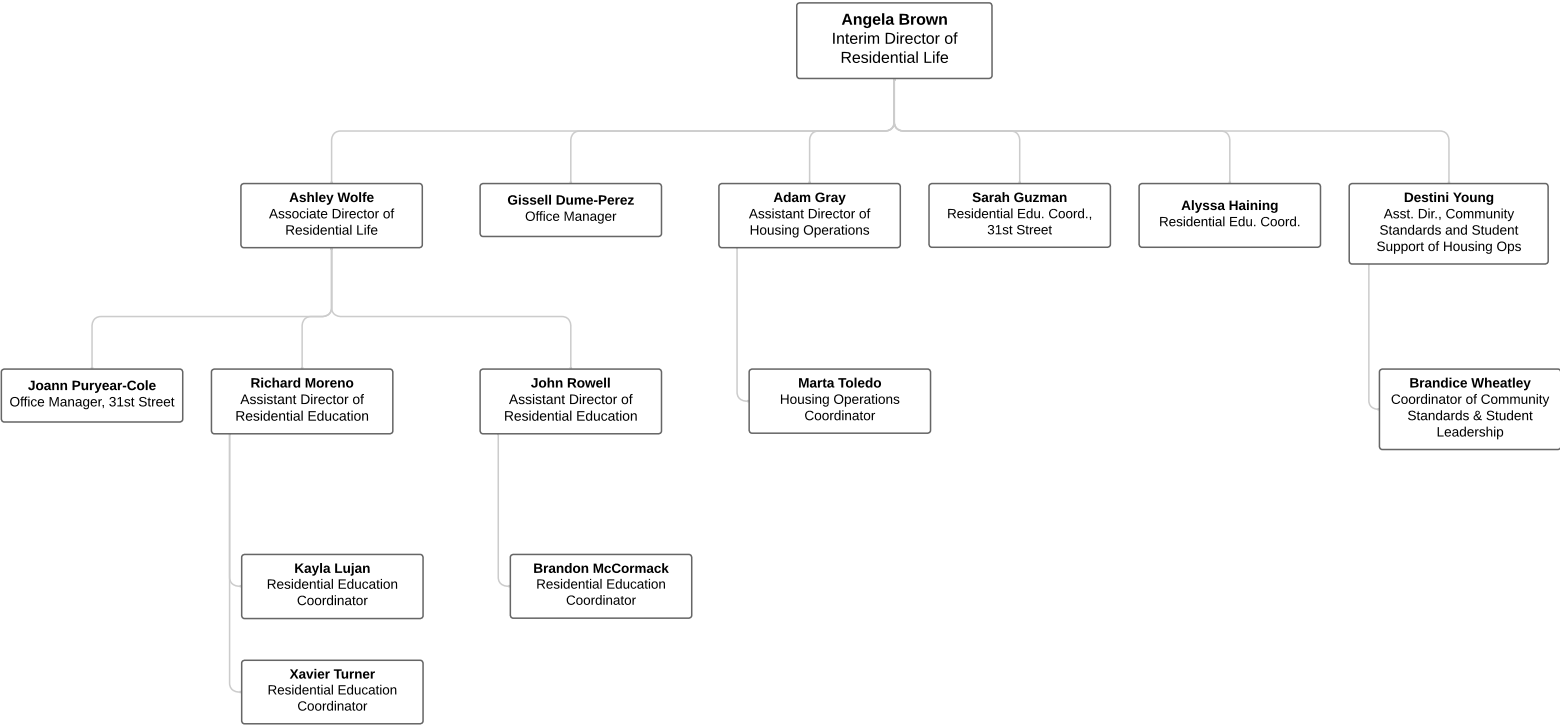 Angela Brown
Interim Director of
Residential Life
Ashley Wolfe
Associate Director of
Residential Life
Gissell Dume-Perez
Office Manager
Adam Gray
Assistant Director of
Housing Operations
Sarah Guzman
Residential Edu. Coord.,
31st Street
Alyssa Haining
Residential Edu. Coord.
Destini Young
Asst. Dir., Community
Standards and Student
Support of Housing Ops
Joann Puryear-Cole
Office Manager, 31st Street
Richard Moreno
Assistant Director of
Residential Education
John Rowell
Assistant Director of
Residential Education
Marta Toledo
Housing Operations
Coordinator
Brandice Wheatley
Coordinator of Community
Standards & Student
Leadership
Kayla Lujan
Residential Education
Coordinator
Brandon McCormack
Residential Education
Coordinator
Xavier Turner
Residential Education
Coordinator